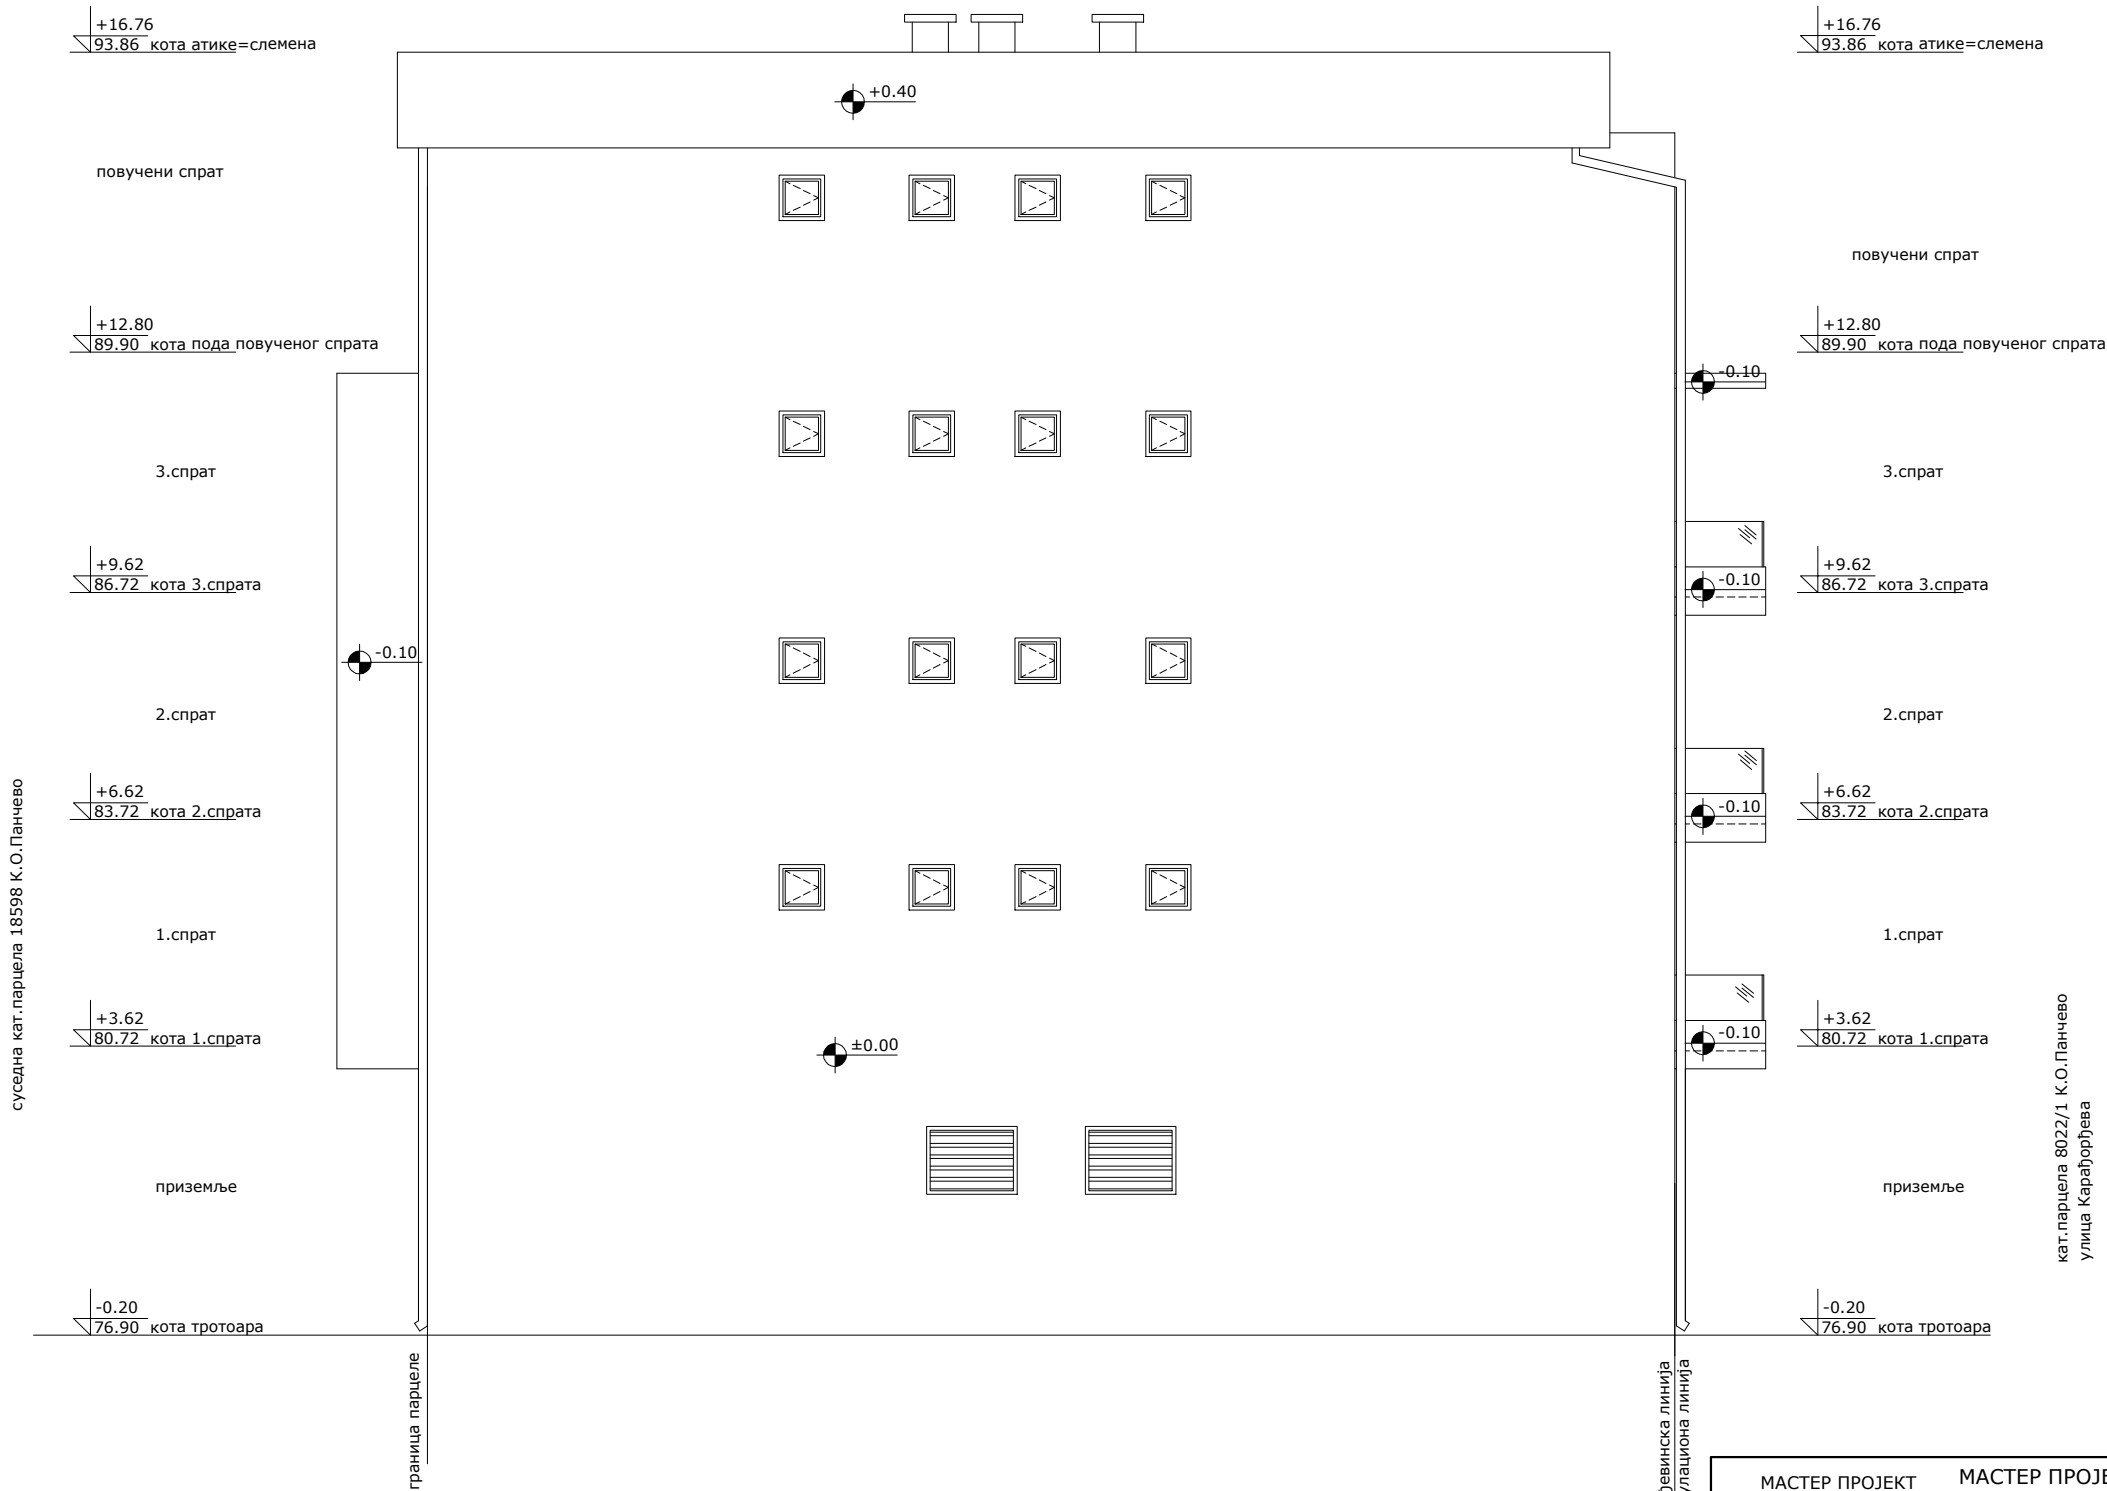 +16.76
93.86 кота атике=слемена
+0.40
+16.76
93.86 кота атике=слемена
повучени спрат
повучени спрат
+12.80
89.90 кота пода повученог спрата
+12.80
89.90 кота пода повученог спрата
-0.10
3.спрат
3.спрат
+9.62
86.72 кота 3.спрата
-0.10
+9.62
86.72 кота 3.спрата
-0.10
2.спрат
2.спрат
+6.62
83.72 кота 2.спрата
-0.10
+6.62
83.72 кота 2.спрата
1.спрат
1.спрат
+3.62
80.72 кота 1.спрата
±0.00
-0.10
+3.62
80.72 кота 1.спрата
суседна кат.парцела 18598 К.О.Панчево
кат.парцела 8022/1 К.О.Панчево
улица Карађорђева
приземље
приземље
-0.20
76.90 кота тротоара
-0.20
76.90 кота тротоара
граница парцеле
линија
линија
МАСТЕР ПРОЈЕКТ
МАСТЕР